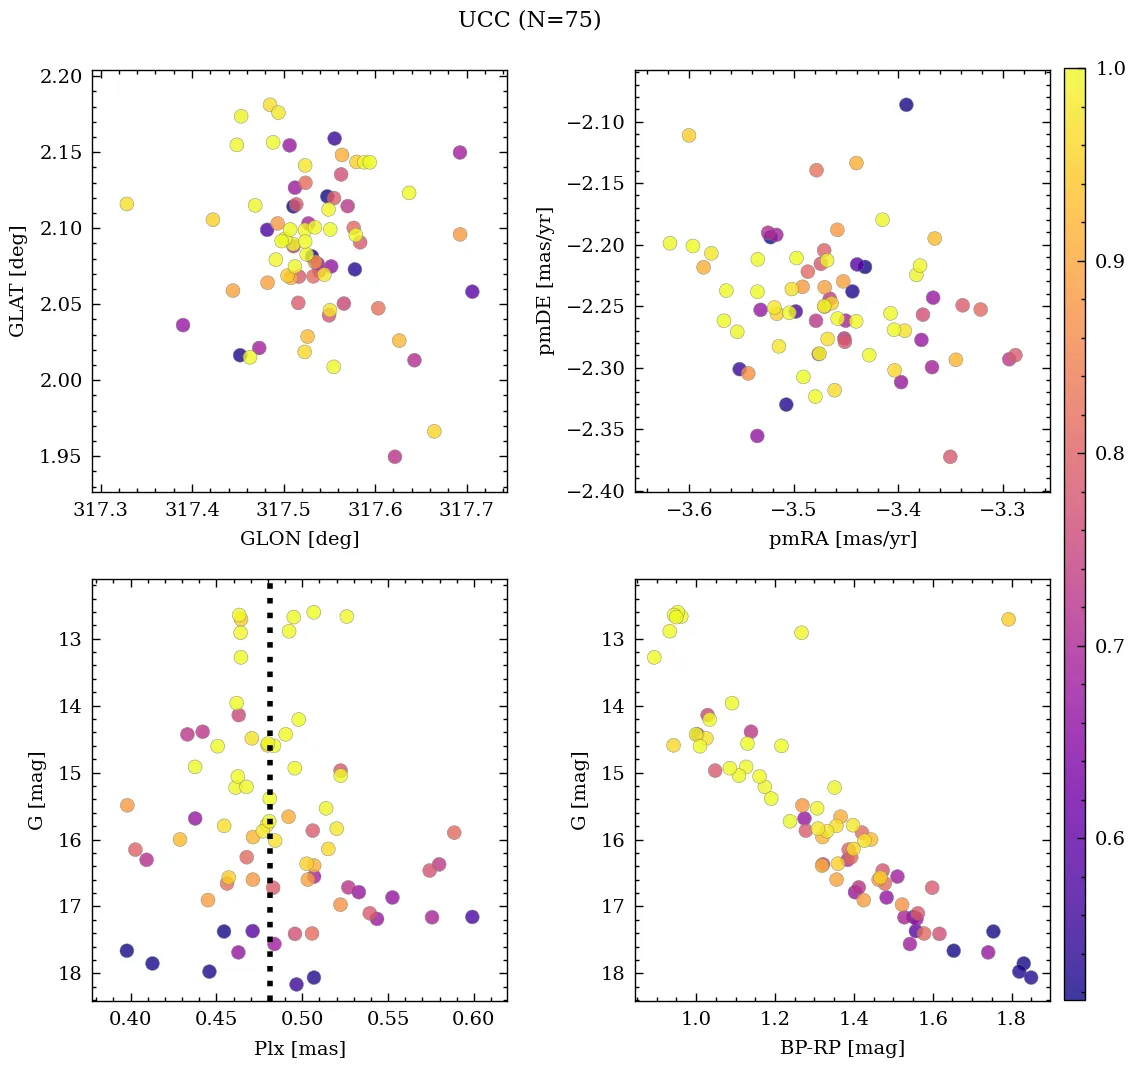 UCC (N=75)
2.20
2.15
2.10
2.05
2.00
1.95
GLAT [deg]
317.3 317.4 317.5 317.6 317.7
GLON [deg]
−2.10
−2.15
−2.20
−2.25
−2.30
−2.35
−2.40
pmDE [mas/yr]
−3.6 −3.5 −3.4 −3.3
pmRA [mas/yr]
13
14
15
16
17
18
G [mag]
0.40 0.45 0.50 0.55 0.60
Plx [mas]
13
14
15
16
17
18
G [mag]
1.0 1.2 1.4 1.6 1.8
BP-RP [mag]
1.0
0.9
0.8
0.7
0.6